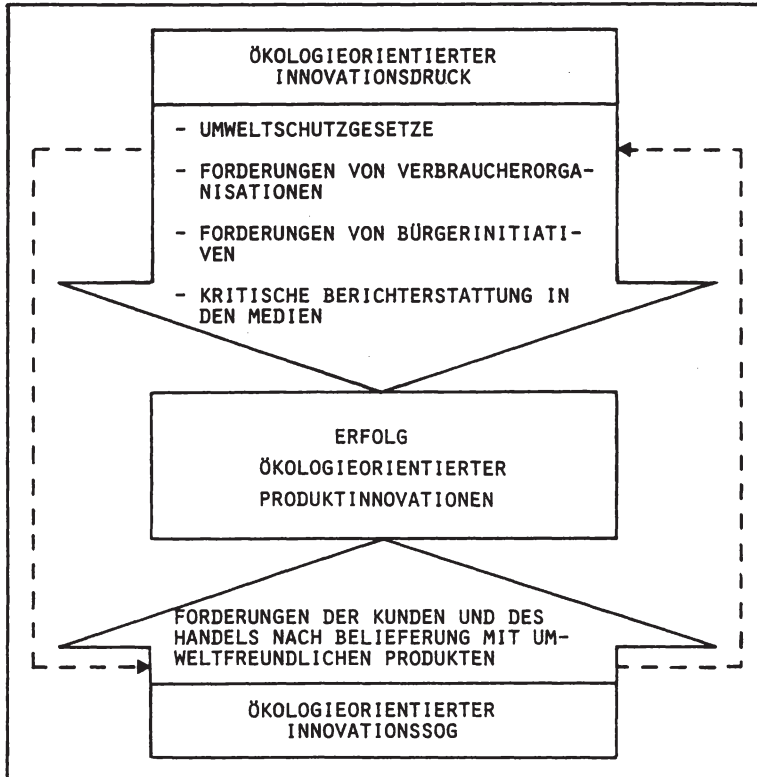 ÖKOLOGIEORIENTIERTER
INNOVATIONSDRUCK
- UMWELTSCHUTZGESETZE
- FORDERUNGEN VON VERBRAUCHERORGA-
NISATIONEN
- FORDERUNGEN VON BÜRGERINITIATI-
VEN
- KRITISCHE BERICHTERSTATTUNG IN
DEN MEDIEN
ERFOLG
ÖKOLOGIEORIENTIERTER
PRODUKTINNOVATIONEN
FORDERUNGEN DER KUNDEN UND DES
HANDELS NACH BELIEFERUNG MIT UM-
WELTFREUNDLICHEN PRODUKTEN
ÖKOLOGIEORIENTIERTER
INNOVATIONSSOG